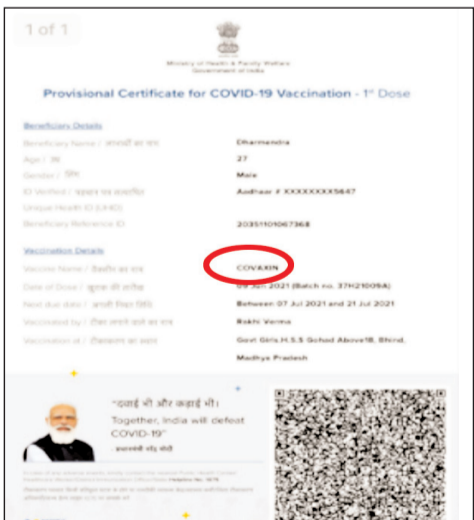 1 of 1
Ministry of Health & Family Welfare
Government of India
Provisional Certificate for COVID-19 Vaccination - 1st Dose
Beneficiary Details
Beneficiary Name / लाभार्थी का नाम Dharmendra
Age / उम्र 27
Gender / लिंग Male
ID Verified / पहचान पत्र सत्यापित Aadhaar # XXXXXXXX5647
Unique Health ID (UHID)
Beneficiary Reference ID 20351101067368
Vaccination Details
Vaccine Name / वैक्सीन का नाम COVAXIN
Date of Dose / खुराक की तारीख 09 Jun 2021 (Batch no. 37H21009A)
Next due date / अगली नियत तिथि Between 07 Jul 2021 and 21 Jul 2021
Vaccinated by / टीका लगाने वाले का नाम Rakhi Verma
Vaccination at / टीकाकरण का स्थान Govt Girls H.S.S Gohad Above18, Bhind,
Madhya Pradesh
"दवाई भी और कड़ाई भी।
Together, India will defeat
COVID-19"
- प्रधानमंत्री नरेंद्र मोदी